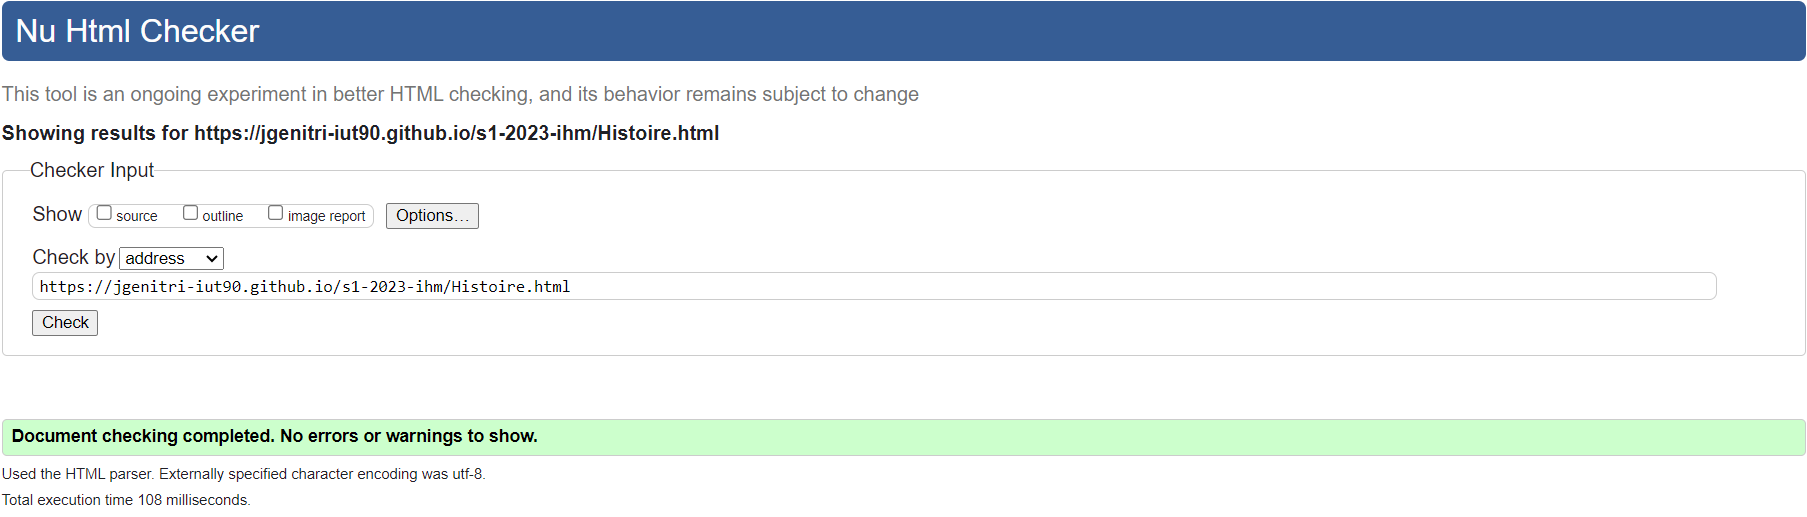 Nu Html Checker
This tool is an ongoing experiment in better HTML checking, and its behavior remains subject to change
Showing results for https://jgenitri-iut90.github.io/s1-2023-ihm/Histoire.html
Checker Input
Show source outline image report Options...
Check by address
https://jgenitri-iut90.github.io/s1-2023-ihm/Histoire.html
Check
Document checking completed. No errors or warnings to show.
Used the HTML parser. Externally specified character encoding was utf-8.
Total execution time 108 milliseconds.